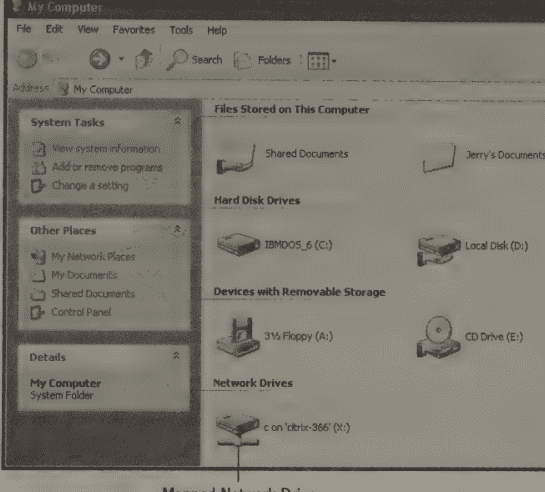 My Computer
File Edit View Favorites Tools Help
Search Folders
Address My Computer
System Tasks
View system information
Add or remove programs
Change a setting
Other Places
My Network Places
My Documents
Shared Documents
Control Panel
Details
My Computer
System Folder
Files Stored on This Computer
Shared Documents Jerry's Documents
Hard Disk Drives
IBMDOS_6 (C:) Local Disk (D:)
Devices with Removable Storage
3½ Floppy (A:) CD Drive (E:)
Network Drives
c on 'citrix-366' (X:)
Mapped Network Drive